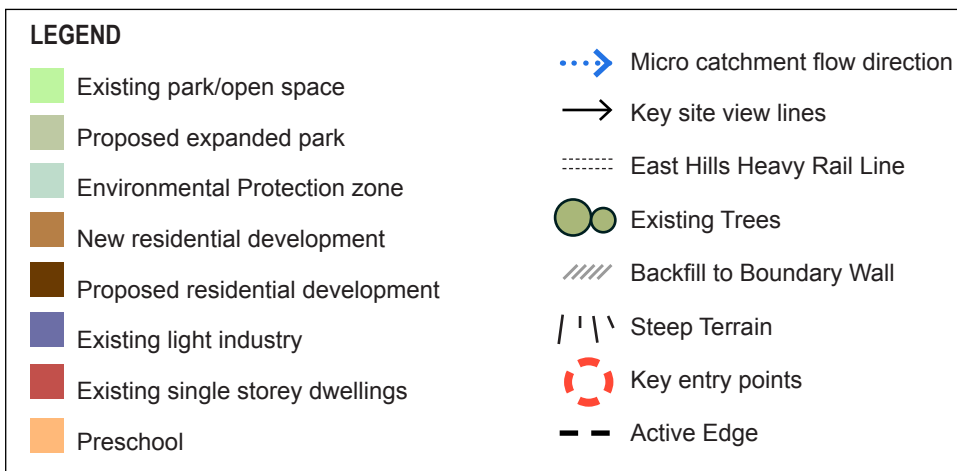 LEGEND
Existing park/open space
Proposed expanded park
Environmental Protection zone
New residential development
Proposed residential development
Existing light industry
Existing single storey dwellings
Preschool
Micro catchment flow direction
Key site view lines
East Hills Heavy Rail Line
Existing Trees
Backfill to Boundary Wall
Steep Terrain
Key entry points
Active Edge